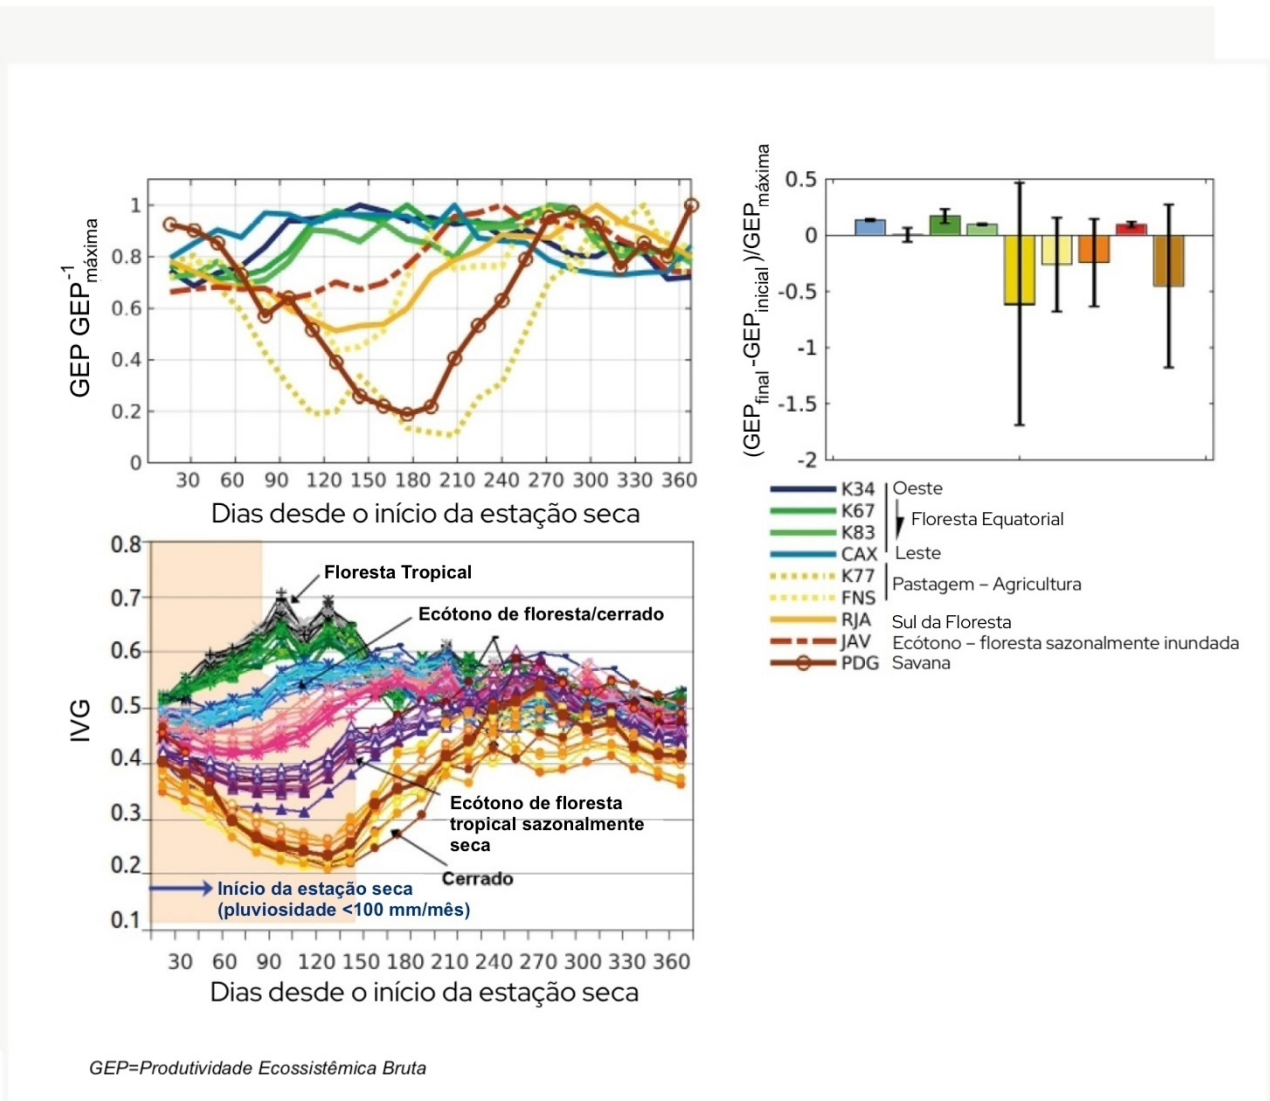 GEP GEP-1máxima
1
0.8
0.6
0.4
0.2
0
30 60 90 120 150 180 210 240 270 300 330 360
Dias desde o início da estação seca
(GEPfinal-GEPinicial)/GEPmáxima
0.5
0
-0.5
-1
-1.5
-2
K34 Oeste
K67
Floresta Equatorial
K83
CAX Leste
K77
Pastagem – Agricultura
FNS
RJA Sul da Floresta
JAV Ecótono – floresta sazonalmente inundada
PDG Savana
IVG
0.8
0.7
0.6
0.5
0.4
0.3
0.2
0.1
Floresta Tropical
Ecótono de floresta/cerrado
Ecótono de floresta
tropical sazonalmente
seca
Cerrado
Início da estação seca
(pluviosidade <100 mm/mês)
30 60 90 120 150 180 210 240 270 300 330 360
Dias desde o início da estação seca
GEP=Produtividade Ecossistêmica Bruta